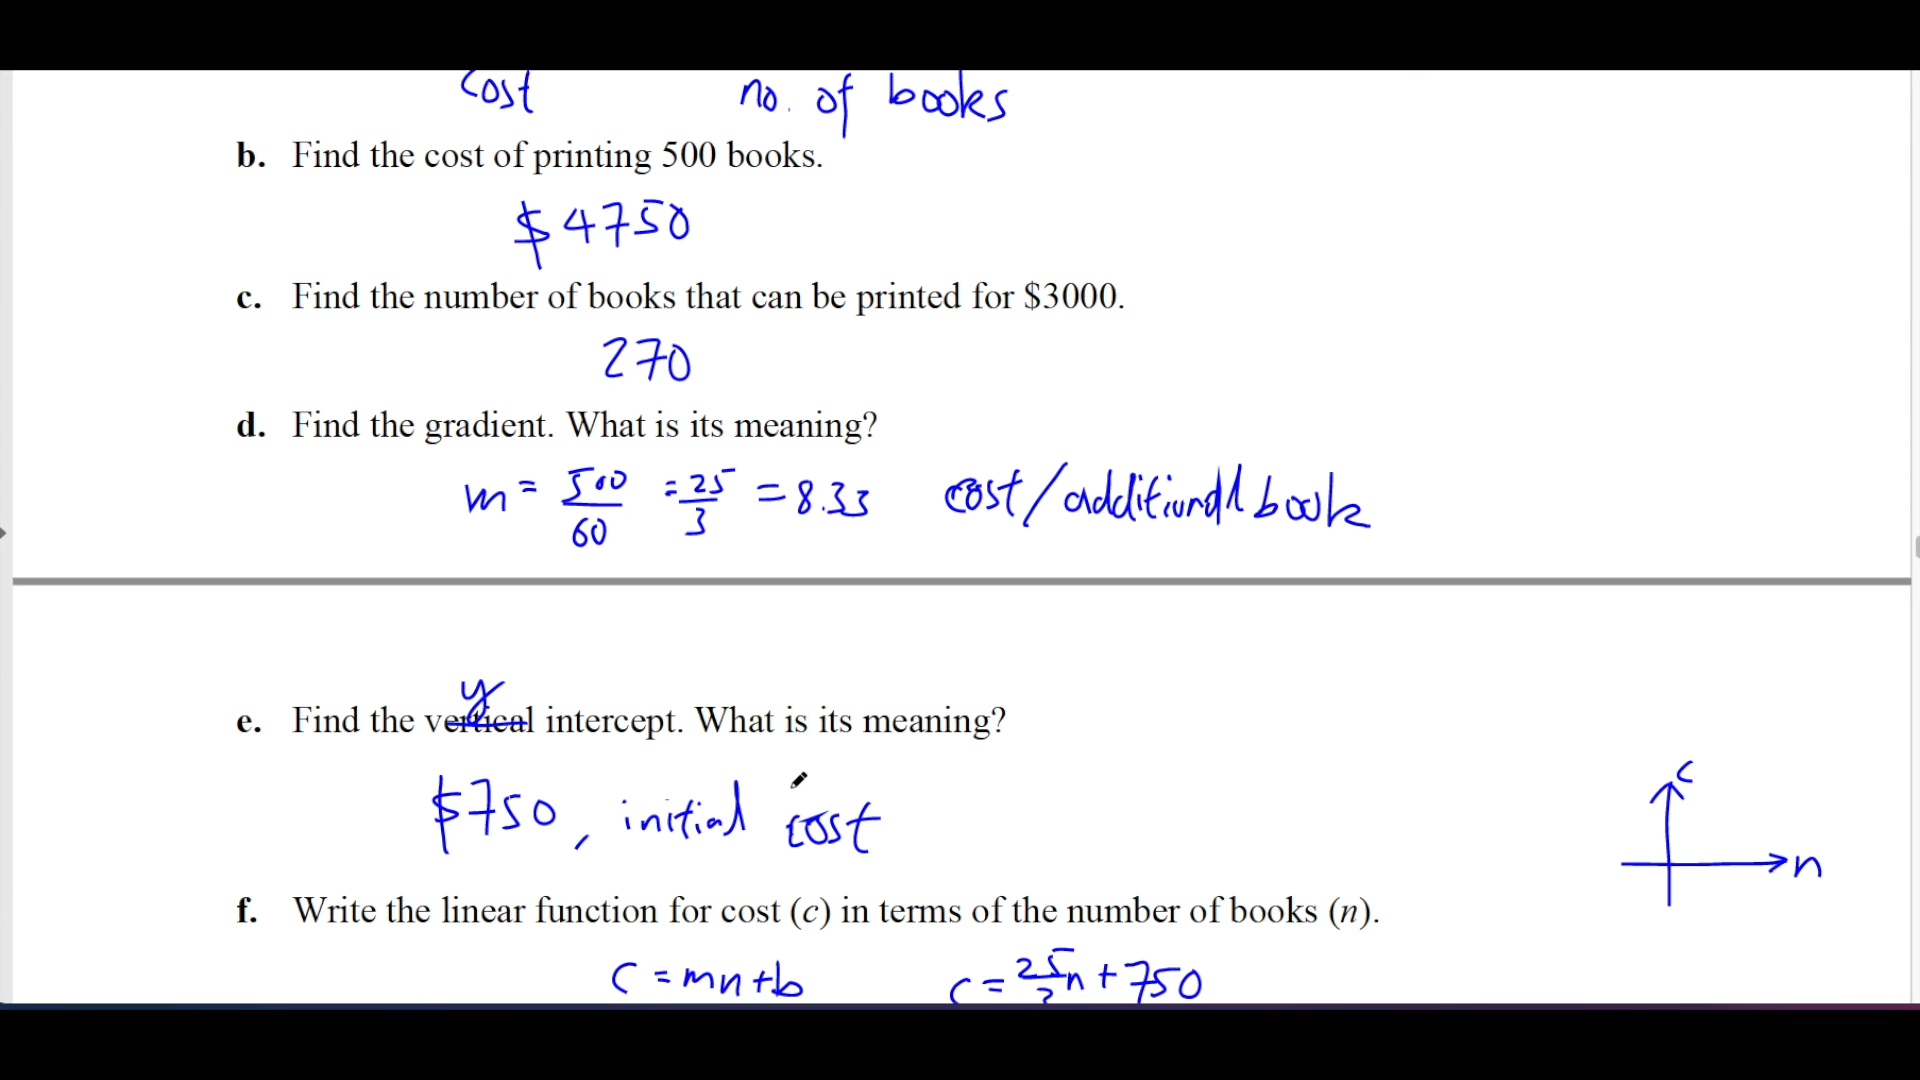 cost no. of books
b. Find the cost of printing 500 books.
$4750
c. Find the number of books that can be printed for $3000.
270
d. Find the gradient. What is its meaning?
m = 500/60 = 25/3 = 8.33 cost/additional book
y
e. Find the vertical intercept. What is its meaning?
$750, initial cost
c
n
f. Write the linear function for cost (c) in terms of the number of books (n).
c = mn+b c = 25/3 n + 750